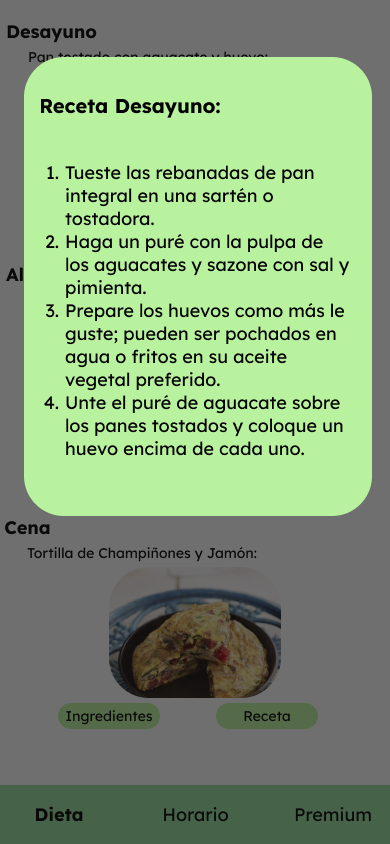 Desayuno
Pan tostado con aguacate y huevo:
Receta Desayuno:
1. Tueste las rebanadas de pan
integral en una sartén o
tostadora.
2. Haga un puré con la pulpa de
los aguacates y sazone con sal y
pimienta.
3. Prepare los huevos como más le
guste; pueden ser pochados en
agua o fritos en su aceite
vegetal preferido.
4. Unte el puré de aguacate sobre
los panes tostados y coloque un
huevo encima de cada uno.
Al
Cena
Tortilla de Champiñones y Jamón:
Ingredientes
Receta
Dieta
Horario
Premium